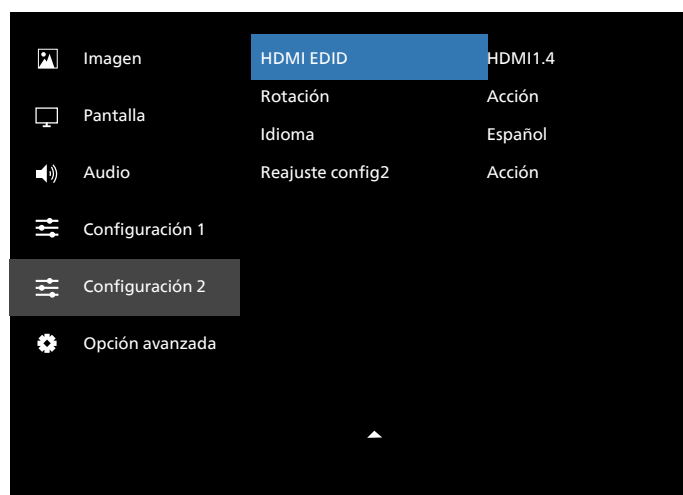 Imagen
Pantalla
Audio
Configuración 1
Configuración 2
Opción avanzada
HDMI EDID HDMI1.4
Rotación Acción
Idioma Español
Reajuste config2 Acción